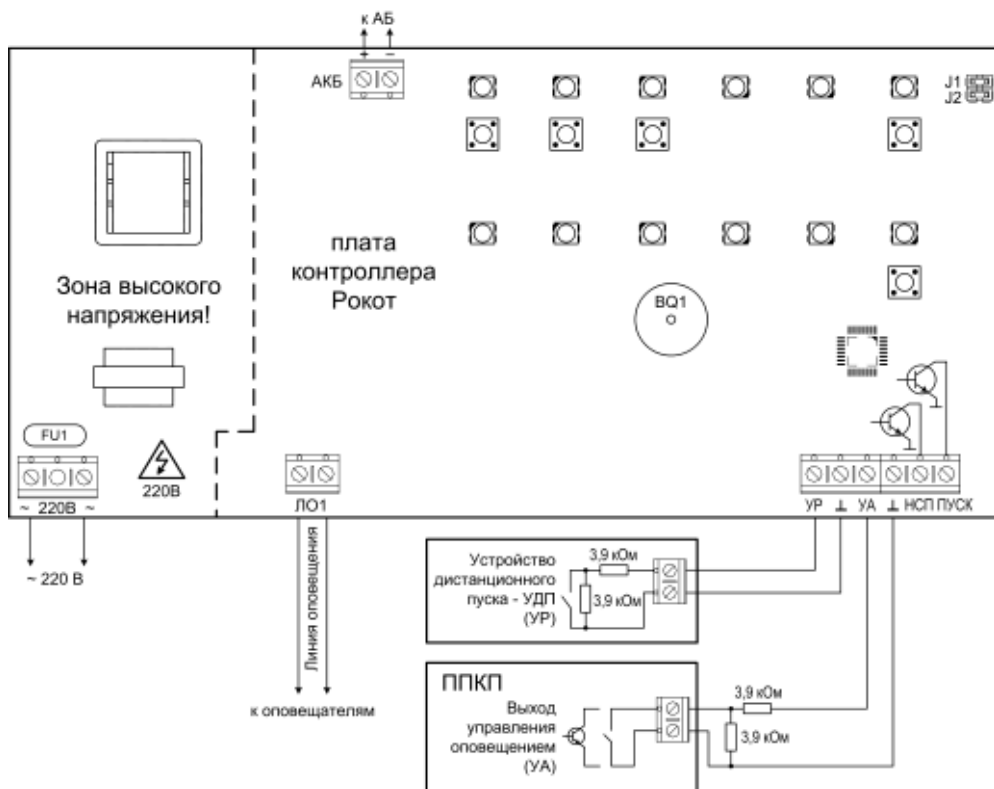 к АБ
+ −
АКБ
J1
J2
плата
контроллера
Рокот
Зона высокого
напряжения!
BQ1
FU1
220В
~ 220В ~
ЛО1
УР ⊥ УА ⊥ НСП ПУСК
~ 220 В
Линия оповещения
к оповещателям
Устройство
дистанционного
пуска - УДП
(УР)
3,9 кОм
3,9 кОм
ППКП
Выход
управления
оповещением
(УА)
3,9 кОм
3,9 кОм